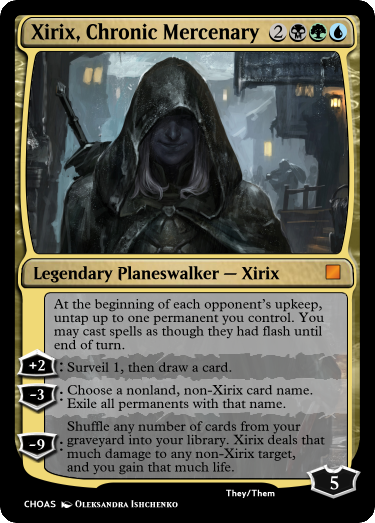 Xirix, Chronic Mercenary 2
Legendary Planeswalker — Xirix
At the beginning of each opponent's upkeep,
untap up to one permanent you control. You
may cast spells as though they had flash until
end of turn.
+2: Surveil 1, then draw a card.
-3: Choose a nonland, non-Xirix card name.
Exile all permanents with that name.
Shuffle any number of cards from your
graveyard into your library. Xirix deals that
-9: much damage to any non-Xirix target,
and you gain that much life.
They/Them
5
CHOAS Oleksandra Ishchenko